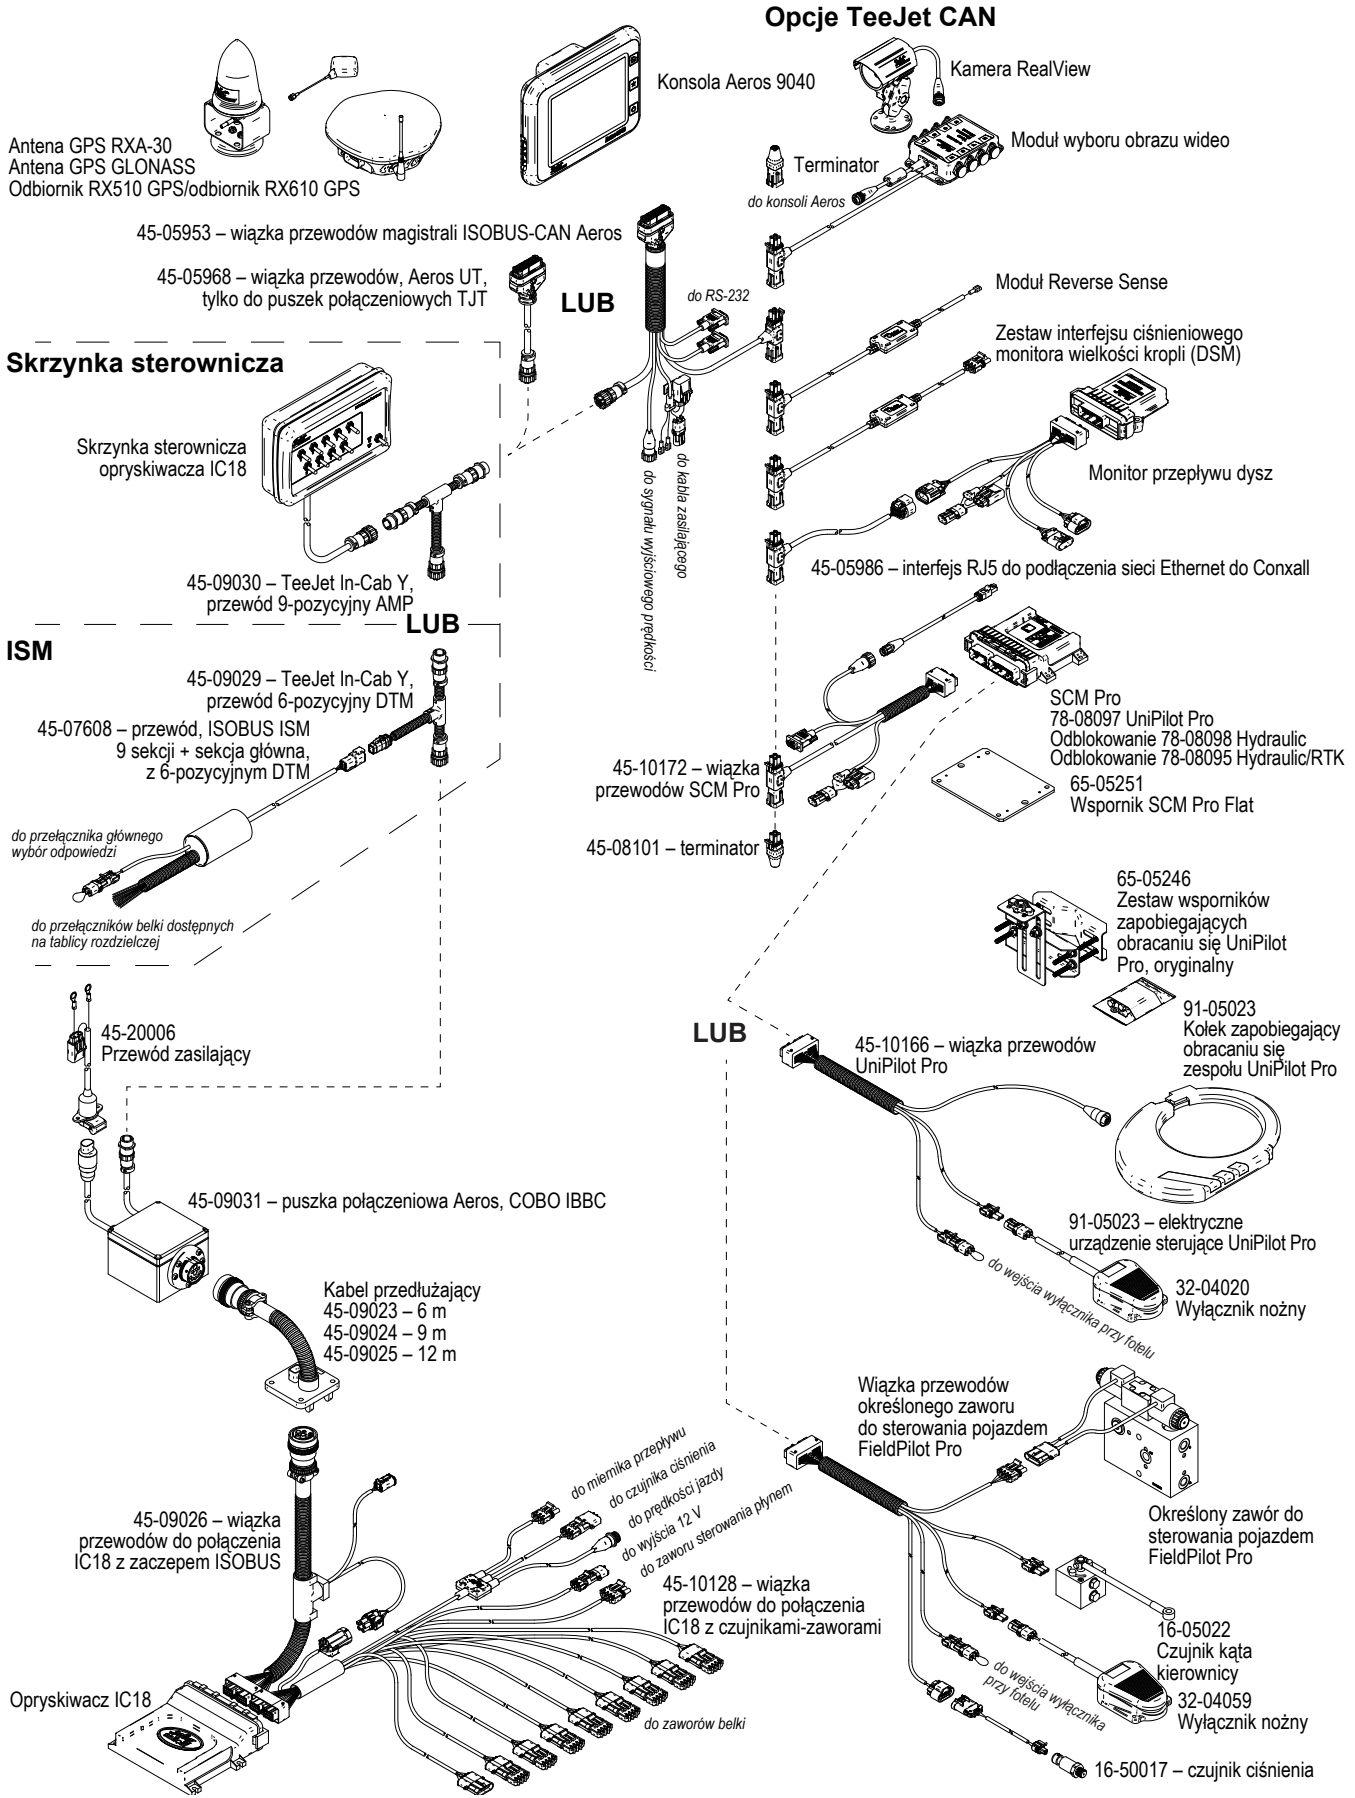 Opcje TeeJet CAN
Antena GPS RXA-30
Antena GPS GLONASS
Odbiornik RX510 GPS/odbiornik RX610 GPS
Konsola Aeros 9040
Kamera RealView
Moduł wyboru obrazu wideo
Terminator
do konsoli Aeros
45-05953 – wiązka przewodów magistrali ISOBUS-CAN Aeros
45-05968 – wiązka przewodów, Aeros UT,
tylko do puszek połączeniowych TJT
LUB
do RS-232
Moduł Reverse Sense
Zestaw interfejsu ciśnieniowego
monitora wielkości kropli (DSM)
Skrzynka sterownicza
Skrzynka sterownicza
opryskiwacza IC18
do sygnału wyjściowego prędkości
do kabla zasilającego
Monitor przepływu dysz
45-05986 – interfejs RJ5 do podłączenia sieci Ethernet do Conxall
45-09030 – TeeJet In-Cab Y,
przewód 9-pozycyjny AMP
LUB
ISM
45-09029 – TeeJet In-Cab Y,
przewód 6-pozycyjny DTM
45-07608 – przewód, ISOBUS ISM
9 sekcji + sekcja główna,
z 6-pozycyjnym DTM
do przełącznika głównego
wybór odpowiedzi
do przełączników belki dostępnych
na tablicy rozdzielczej
SCM Pro
78-08097 UniPilot Pro
Odblokowanie 78-08098 Hydraulic
Odblokowanie 78-08095 Hydraulic/RTK
45-10172 – wiązka
przewodów SCM Pro
65-05251
Wspornik SCM Pro Flat
45-08101 – terminator
65-05246
Zestaw wsporników
zapobiegających
obracaniu się UniPilot
Pro, oryginalny
91-05023
Kołek zapobiegający
obracaniu się
zespołu UniPilot Pro
45-20006
Przewód zasilający
LUB
45-10166 – wiązka przewodów
UniPilot Pro
45-09031 – puszka połączeniowa Aeros, COBO IBBC
91-05023 – elektryczne
urządzenie sterujące UniPilot Pro
do wejścia wyłącznika przy fotelu
32-04020
Wyłącznik nożny
Kabel przedłużający
45-09023 – 6 m
45-09024 – 9 m
45-09025 – 12 m
Wiązka przewodów
określonego zaworu
do sterowania pojazdem
FieldPilot Pro
do miernika przepływu
do czujnika ciśnienia
do prędkości jazdy
do wyjścia 12 V
do zaworu sterowania płynem
45-09026 – wiązka
przewodów do połączenia
IC18 z zaczepem ISOBUS
Określony zawór do
sterowania pojazdem
FieldPilot Pro
45-10128 – wiązka
przewodów do połączenia
IC18 z czujnikami-zaworami
16-05022
Czujnik kąta
kierownicy
do wejścia wyłącznika
przy fotelu
32-04059
Wyłącznik nożny
Opryskiwacz IC18
do zaworów belki
16-50017 – czujnik ciśnienia